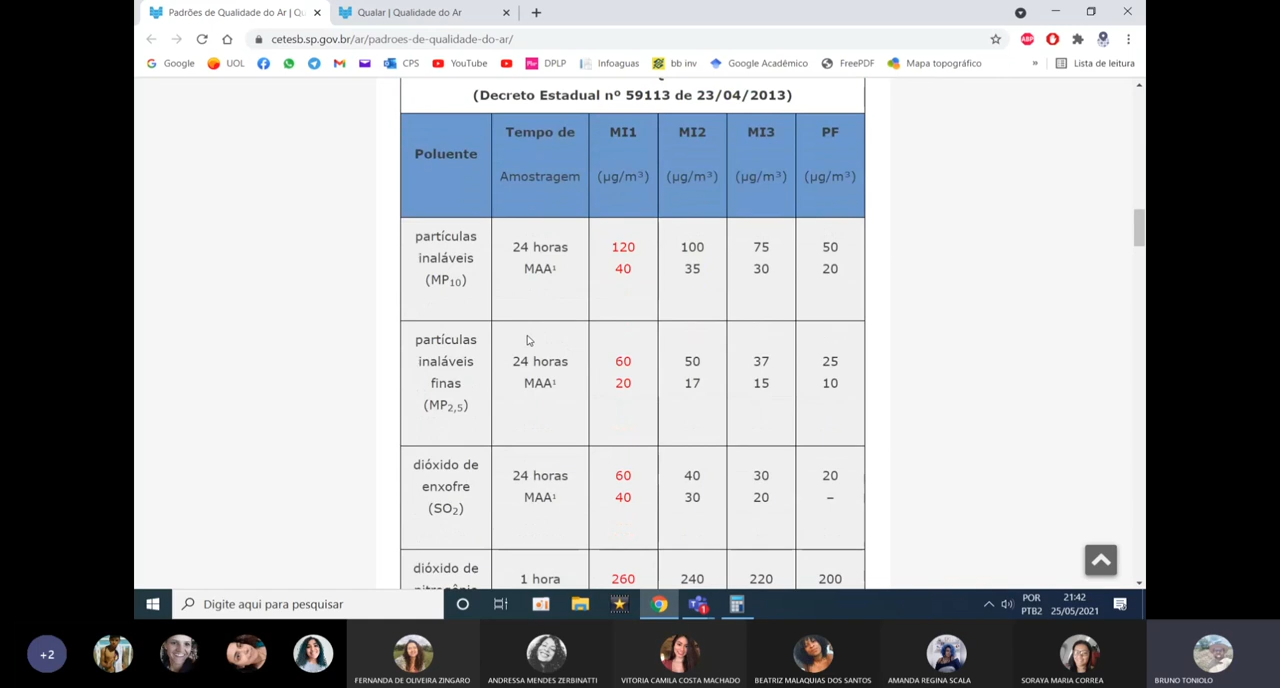 Padrões de Qualidade do Ar | Qu
Qualar | Qualidade do Ar
cetesb.sp.gov.br/ar/padroes-de-qualidade-do-ar/
ABP
Google
UOL
CPS
YouTube
DPLP
Infoaguas
bb inv
Google Acadêmico
FreePDF
Mapa topográfico
»
Lista de leitura
(Decreto Estadual nº 59113 de 23/04/2013)
Poluente
Tempo de
Amostragem
MI1
(µg/m³)
MI2
(µg/m³)
MI3
(µg/m³)
PF
(µg/m³)
partículas
inaláveis
(MP10)
24 horas 120 100 75 50
MAA¹ 40 35 30 20
partículas
inaláveis
finas
(MP2,5)
24 horas 60 50 37 25
MAA¹ 20 17 15 10
dióxido de
enxofre
(SO2)
24 horas 60 40 30 20
MAA¹ 40 30 20 –
dióxido de
nitrogênio
1 hora 260 240 220 200
Digite aqui para pesquisar
1
POR
PTB2
21:42
25/05/2021
+2
FERNANDA DE OLIVEIRA ZINGARO
ANDRESSA MENDES ZERBINATTI
VITORIA CAMILA COSTA MACHADO
BEATRIZ MALAQUIAS DOS SANTOS
AMANDA REGINA SCALA
SORAYA MARIA CORREA
BRUNO TONIOLO